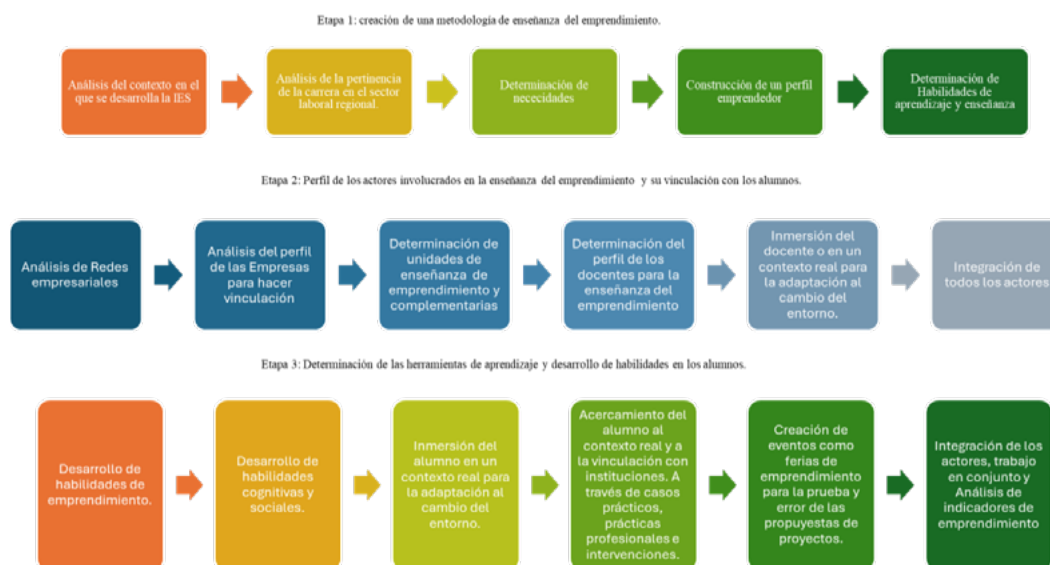 Etapa 1: creación de una metodología de enseñanza del emprendimiento.
Análisis del contexto en el
que se desarrolla la IES
Análisis de la pertinencia
de la carrera en el sector
laboral regional.
Determinación de
nececidades
Construcción de un perfil
emprendedor
Determinación de
Habilidades de
aprendizaje y enseñanza
Etapa 2: Perfil de los actores involucrados en la enseñanza del emprendimiento y su vinculación con los alumnos.
Análisis de Redes
empresariales
Análisis del perfil
de las Empresas
para hacer
vinculación
Determinación de
unidades de
enseñanza de
emprendimiento y
complementarias
Determinación del
perfil de los
docentes para la
enseñanza del
emprendimiento
Inmersión del
docente o en un
contexto real para
la adaptación al
cambio del
entorno.
Integración de
todos los actores
Etapa 3: Determinación de las herramientas de aprendizaje y desarrollo de habilidades en los alumnos.
Desarrollo de
habilidades de
emprendimiento.
Desarrollo de
habilidades
cognitivas y
sociales.
Inmersión del
alumno en un
contexto real para
la adaptación al
cambio del
entorno.
Acercamiento del
alumno al
contexto real y a
la vinculación con
instituciones. A
través de casos
prácticos,
prácticas
profesionales e
intervenciones.
Creación de
eventos como
ferias de
emprendimiento
para la prueba y
error de las
propuyestas de
proyectos.
Integración de los
actores, trabajo
en conjunto y
Análisis de
indicadores de
emprendimiento